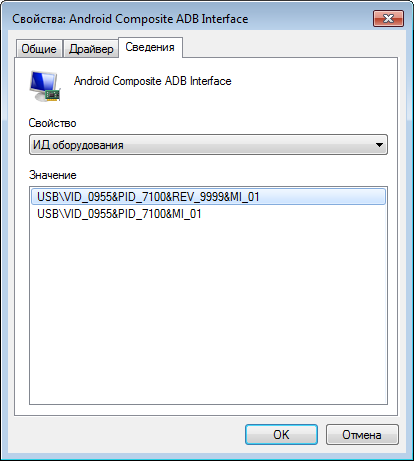 Свойства: Android Composite ADB Interface
Общие
Драйвер
Сведения
Android Composite ADB Interface
Свойство
ИД оборудования
Значение
USB\VID_0955&PID_7100&REV_9999&MI_01
USB\VID_0955&PID_7100&MI_01
OK
Отмена